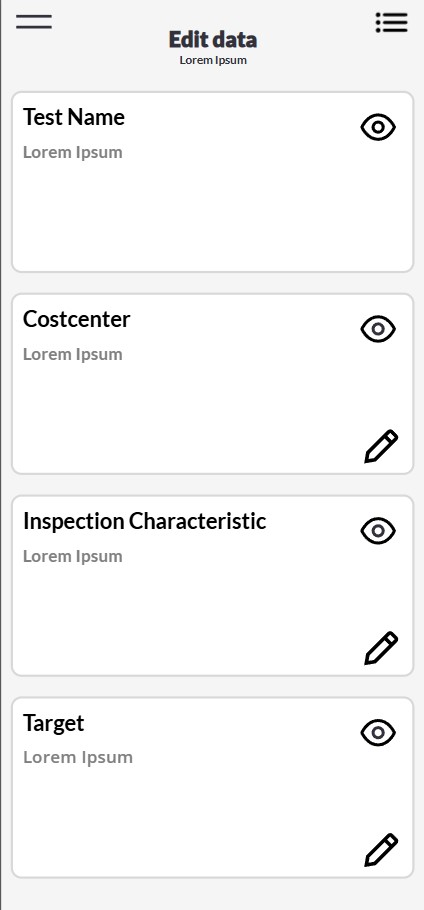 Edit data
Lorem Ipsum
Test Name
Lorem Ipsum
Costcenter
Lorem Ipsum
Inspection Characteristic
Lorem Ipsum
Target
Lorem Ipsum